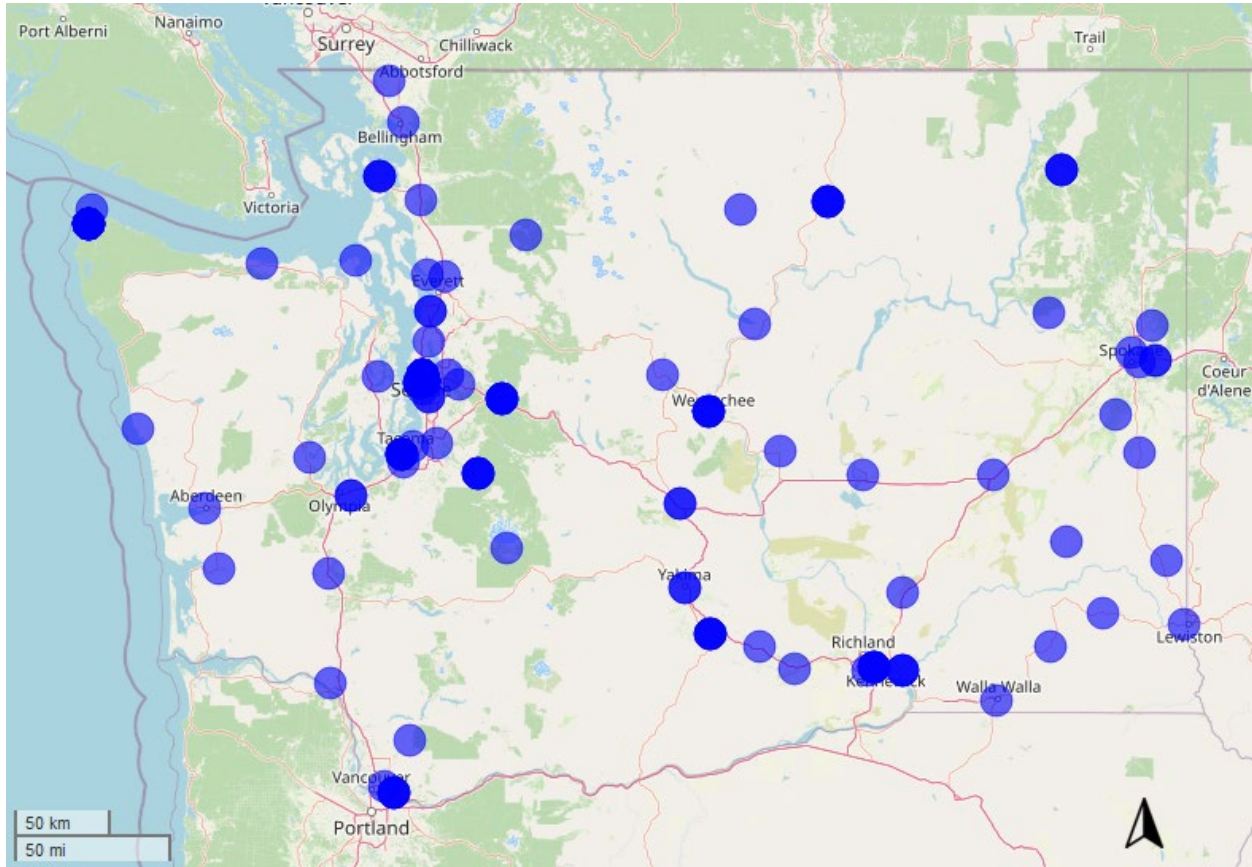 Vancouver
Nanaimo
Port Alberni
Surrey
Chilliwack
Trail
Abbotsford
Bellingham
Victoria
Everett
Spokane
Coeur
d'Alene
Wenatchee
Tacoma
Aberdeen
Olympia
Yakima
Richland
Lewiston
Kennewick
Walla Walla
Vancouver
Portland
50 km
50 mi